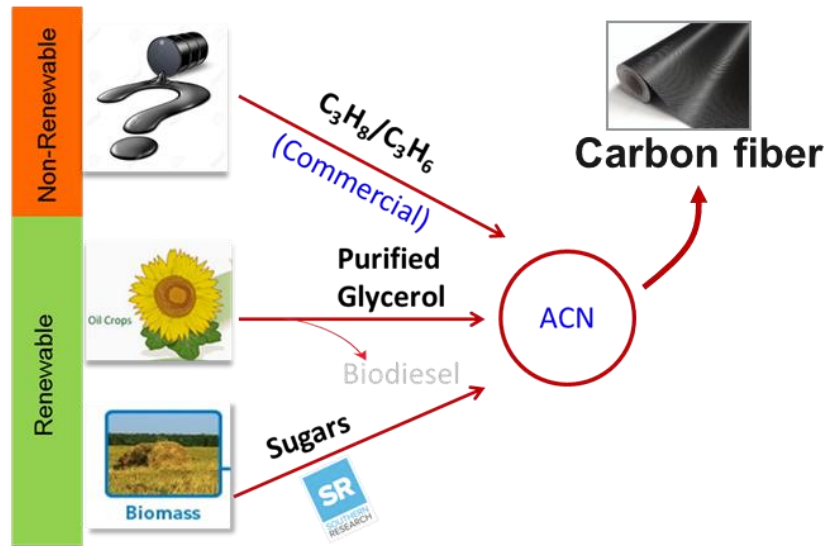 Non-Renewable
C₃H₈/C₃H₆
(Commercial)
Carbon fiber
Renewable
Oil Crops
Purified
Glycerol
ACN
Biodiesel
Biomass
Sugars
SR
SOUTHERN
RESEARCH